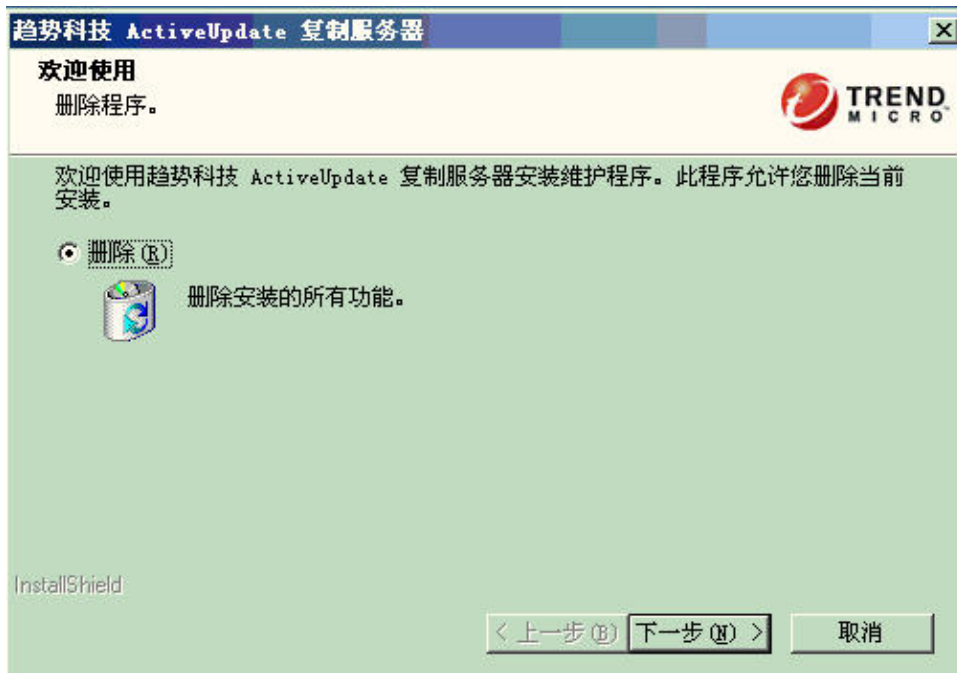 趋势科技 ActiveUpdate 复制服务器
欢迎使用
删除程序。
TREND
MICRO
欢迎使用趋势科技 ActiveUpdate 复制服务器安装维护程序。此程序允许您删除当前
安装。
删除(R)
删除安装的所有功能。
InstallShield
< 上一步(B) 下一步(N) > 取消